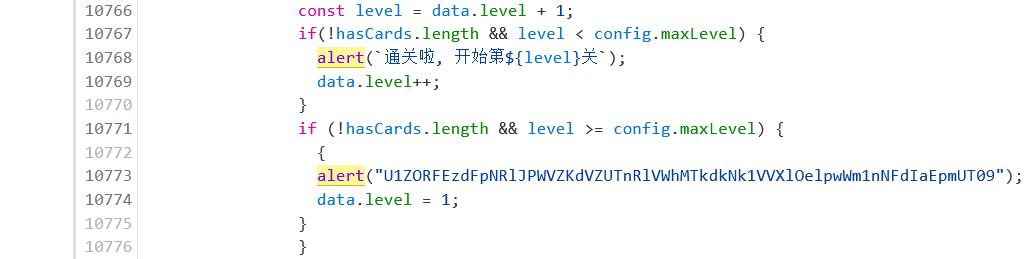 10766 const level = data.level + 1;
10767 if(!hasCards.length && level < config.maxLevel) {
10768 alert(`通关啦, 开始第${level}关`);
10769 data.level++;
10770 }
10771 if (!hasCards.length && level >= config.maxLevel) {
10772 {
10773 alert("U1ZORFEzdFpNRlJPWVZKdVZUTnRlVWhMTkdkNk1VVXlOelpwWm1nNFdIaEpmUT09");
10774 data.level = 1;
10775 }
10776 }